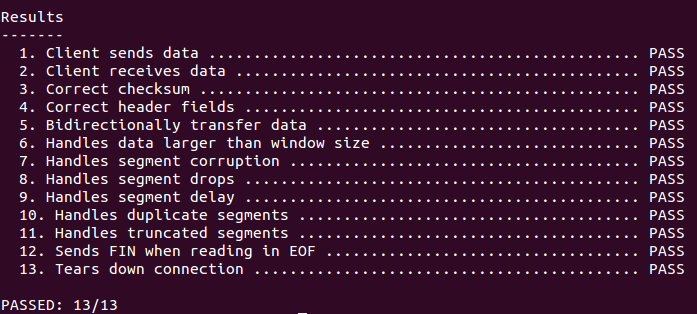 Results
-------
  1. Client sends data ................................................ PASS
  2. Client receives data ............................................. PASS
  3. Correct checksum ................................................. PASS
  4. Correct header fields ............................................ PASS
  5. Bidirectionally transfer data .................................... PASS
  6. Handles data larger than window size ............................. PASS
  7. Handles segment corruption ....................................... PASS
  8. Handles segment drops ............................................ PASS
  9. Handles segment delay ............................................ PASS
  10. Handles duplicate segments ...................................... PASS
  11. Handles truncated segments ...................................... PASS
  12. Sends FIN when reading in EOF ................................... PASS
  13. Tears down connection ........................................... PASS

PASSED: 13/13